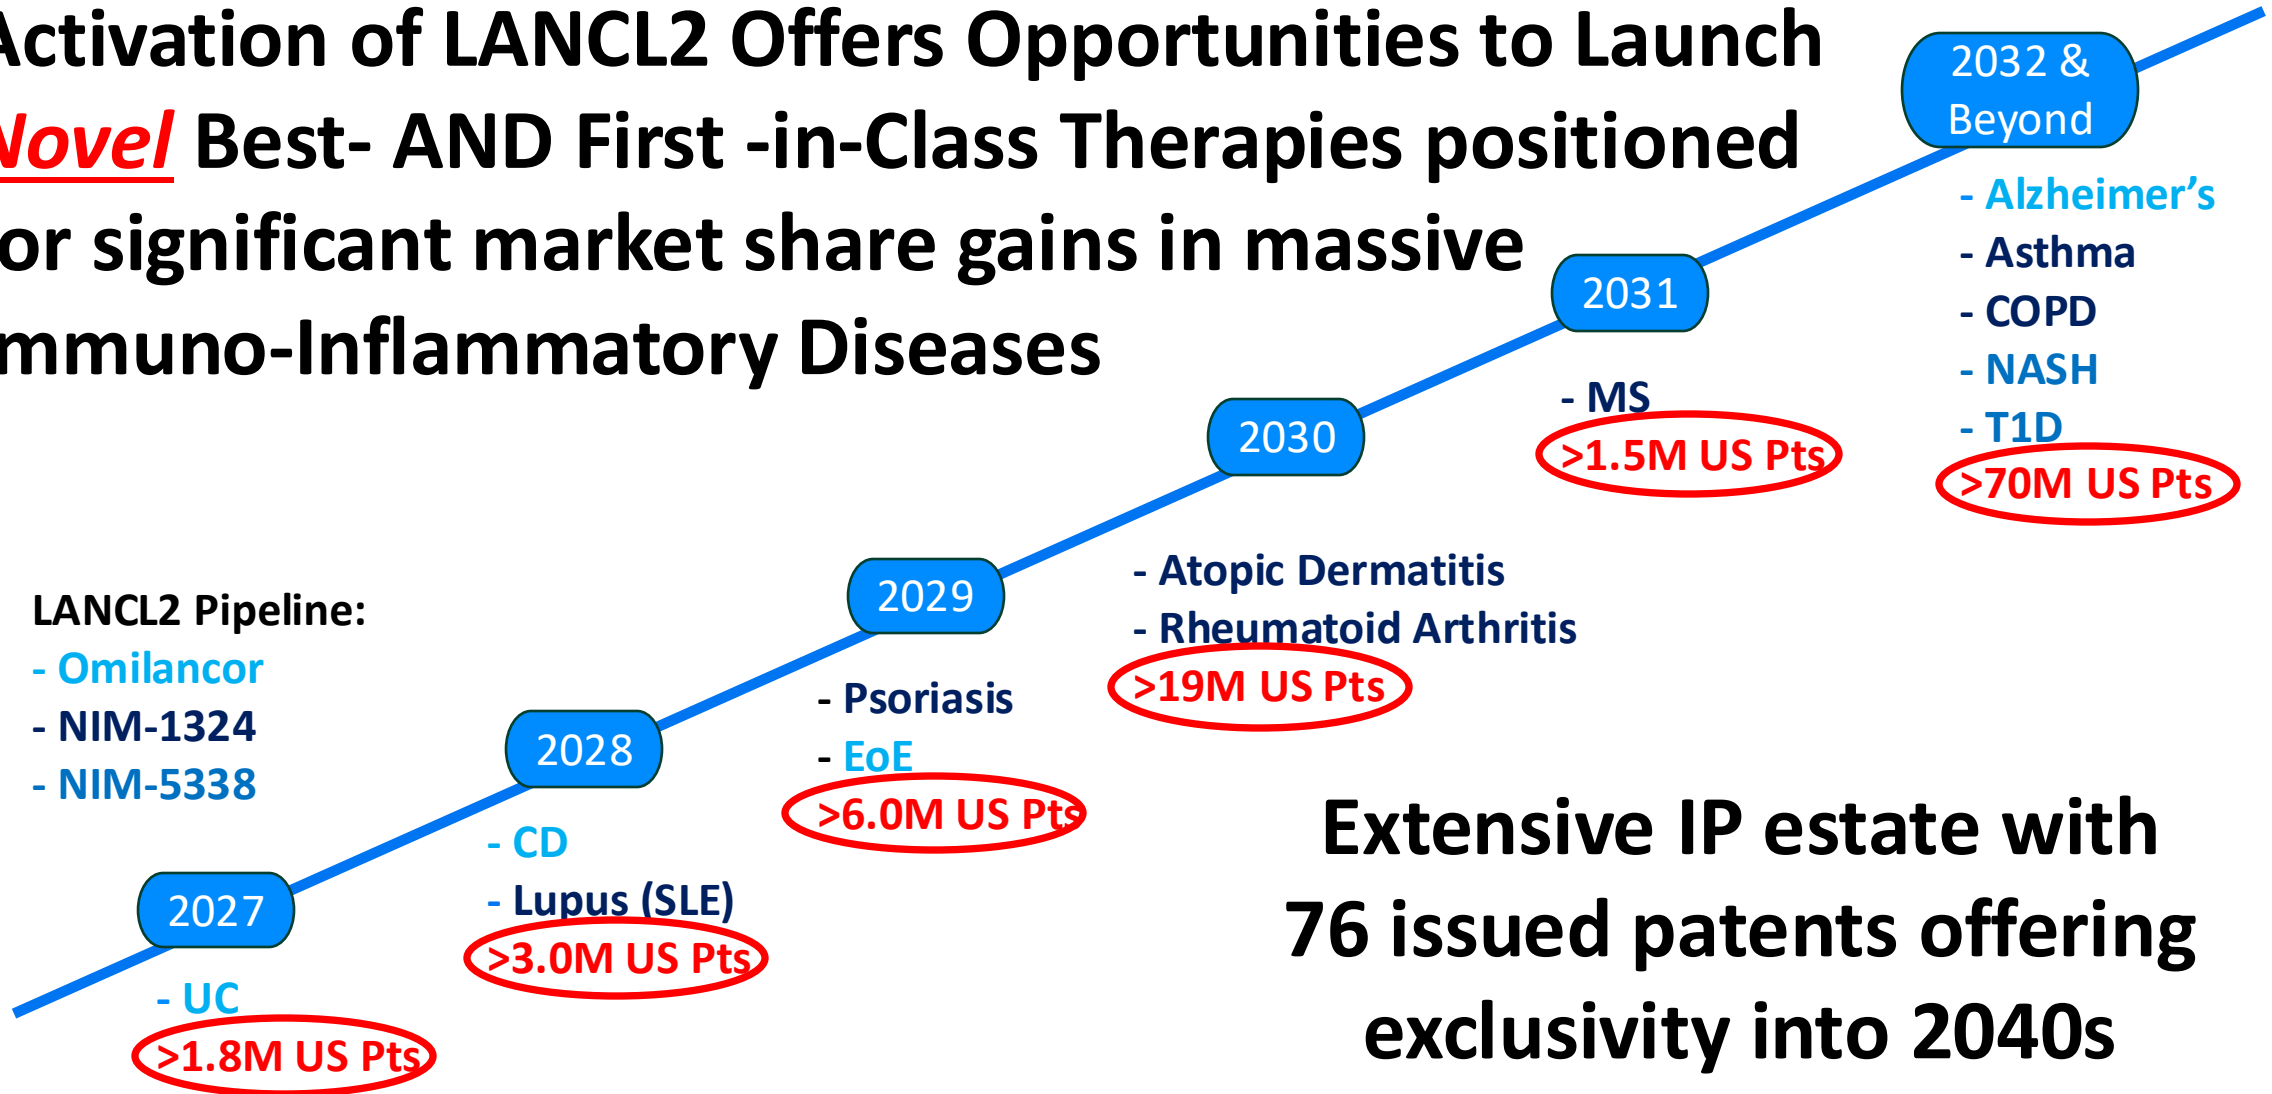 Activation of LANCL2 Offers Opportunities to Launch
Novel Best- AND First -in-Class Therapies positioned
or significant market share gains in massive
mmuno-Inflammatory Diseases
2032 &
Beyond
- Alzheimer’s
- Asthma
- COPD
- NASH
- T1D
>70M US Pts
2031
- MS
>1.5M US Pts
2030
- Atopic Dermatitis
- Rheumatoid Arthritis
>19M US Pts
2029
- Psoriasis
- EoE
>6.0M US Pts
LANCL2 Pipeline:
- Omilancor
- NIM-1324
- NIM-5338
2028
- CD
- Lupus (SLE)
>3.0M US Pts
2027
- UC
>1.8M US Pts
Extensive IP estate with
76 issued patents offering
exclusivity into 2040s